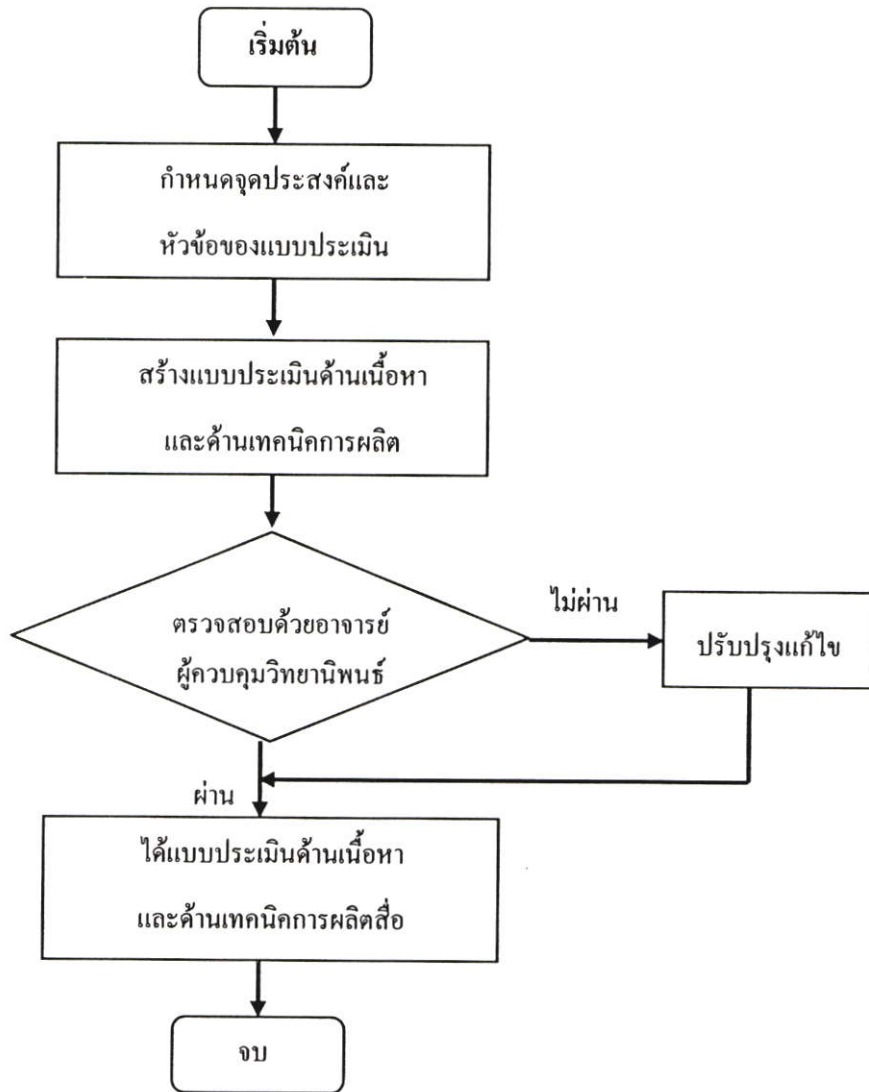 เริ่มต้น
กำหนดจุดประสงค์และ
หัวข้อของแบบประเมิน
สร้างแบบประเมินด้านเนื้อหา
และด้านเทคนิคการผลิต
ตรวจสอบด้วยอาจารย์
ผู้ควบคุมวิทยานิพนธ์
ไม่ผ่าน
ปรับปรุงแก้ไข
ผ่าน
ได้แบบประเมินด้านเนื้อหา
และด้านเทคนิคการผลิตสื่อ
จบ